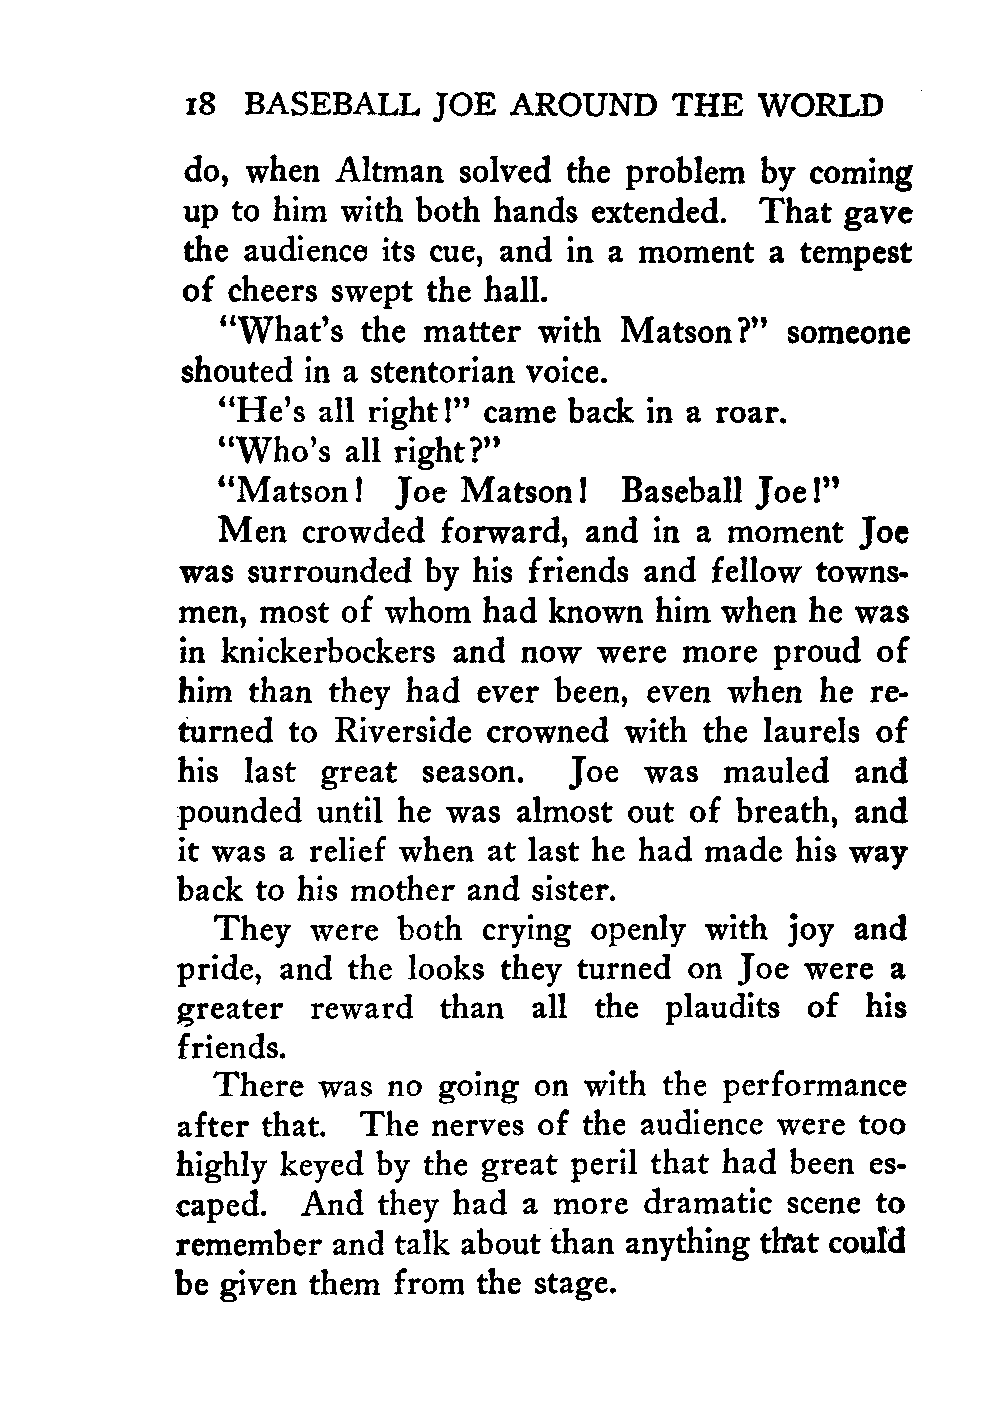 18 BASEBALL JOE AROUND THE WORLD
do, when Altman solved the problem by coming
up to him with both hands extended. That gave
the audience its cue, and in a moment a tempest
of cheers swept the hall.
“What’s the matter with Matson?” someone
shouted in a stentorian voice.
“He’s all right!” came back in a roar.
“Who’s all right?”
“Matson! Joe Matson! Baseball Joe!”
Men crowded forward, and in a moment Joe
was surrounded by his friends and fellow towns-
men, most of whom had known him when he was
in knickerbockers and now were more proud of
him than they had ever been, even when he re-
turned to Riverside crowned with the laurels of
his last great season. Joe was mauled and
pounded until he was almost out of breath, and
it was a relief when at last he had made his way
back to his mother and sister.
They were both crying openly with joy and
pride, and the looks they turned on Joe were a
greater reward than all the plaudits of his
friends.
There was no going on with the performance
after that. The nerves of the audience were too
highly keyed by the great peril that had been es-
caped. And they had a more dramatic scene to
remember and talk about than anything that could
be given them from the stage.